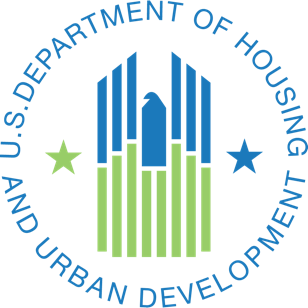 U.S. DEPARTMENT OF HOUSING
AND URBAN DEVELOPMENT